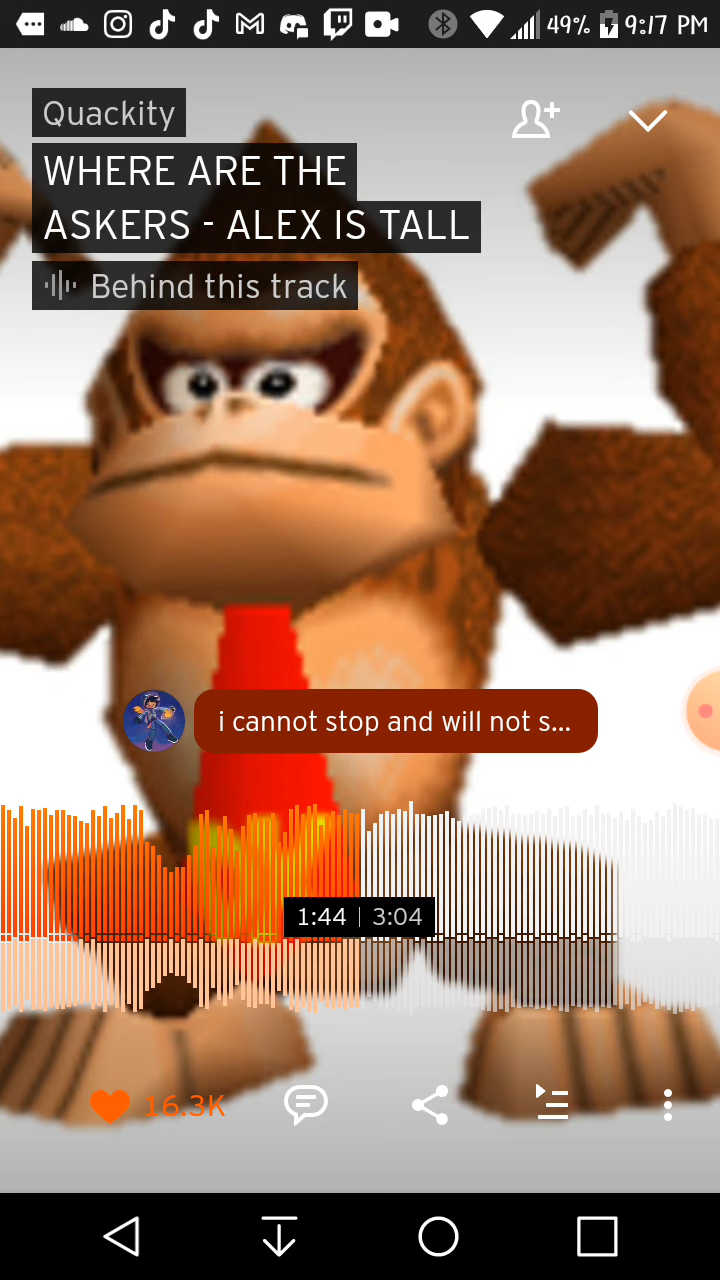 49% 9:17 PM
Quackity
WHERE ARE THE
ASKERS - ALEX IS TALL
Behind this track
i cannot stop and will not s...
1:44 | 3:04
16.3K